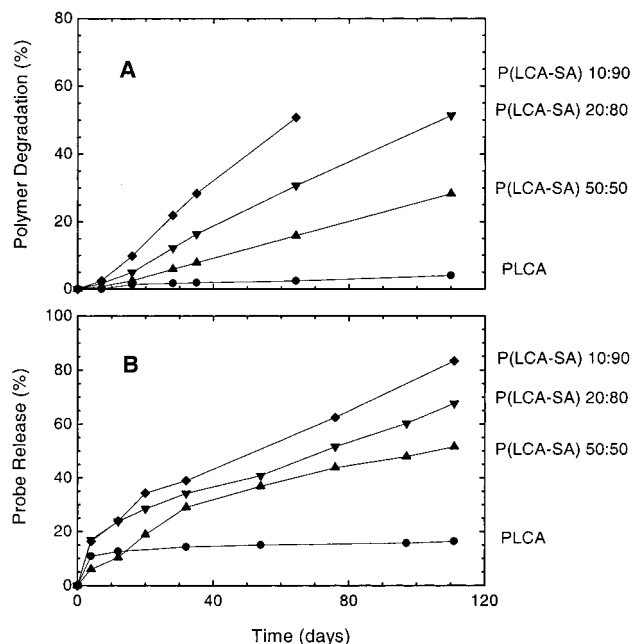 80
60
40
20
0
Polymer Degradation (%)
A
P(LCA-SA) 10:90
P(LCA-SA) 20:80
P(LCA-SA) 50:50
PLCA
100
80
60
40
20
0
Probe Release (%)
B
P(LCA-SA) 10:90
P(LCA-SA) 20:80
P(LCA-SA) 50:50
PLCA
0 40 80 120
Time (days)